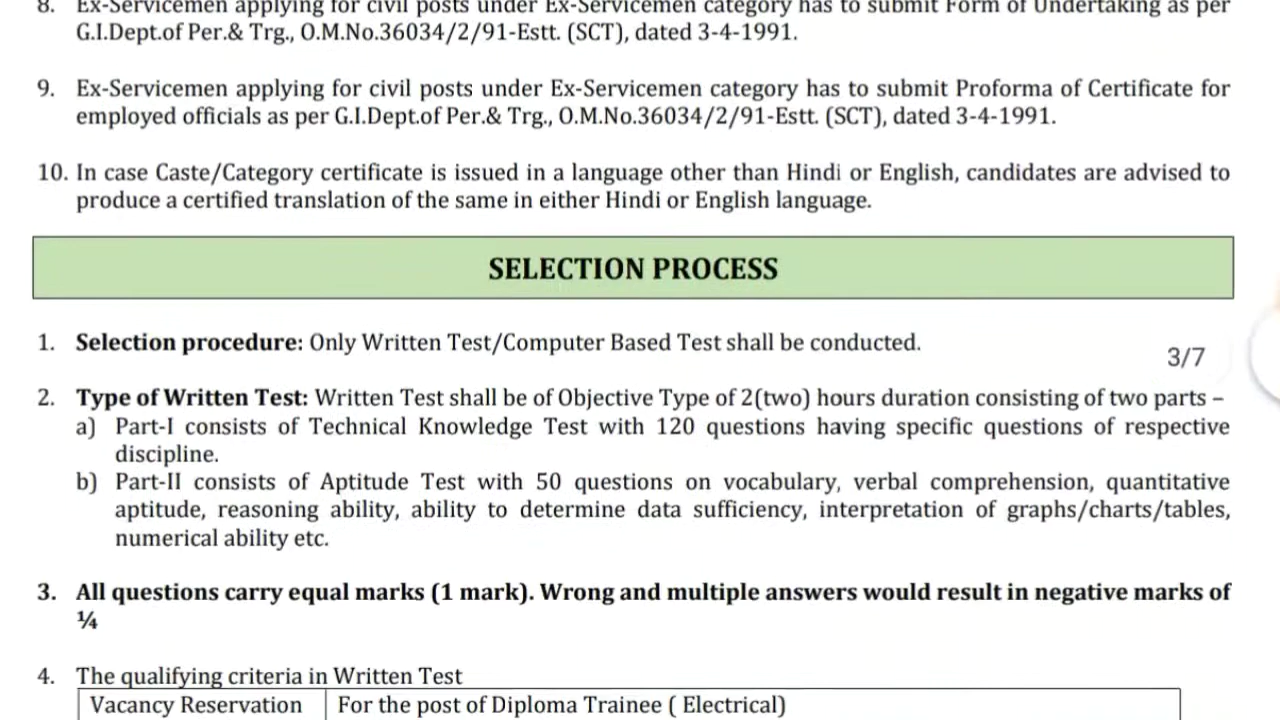 8. Ex-Servicemen applying for civil posts under Ex-Servicemen category has to submit Form of Undertaking as per
G.I.Dept.of Per.& Trg., O.M.No.36034/2/91-Estt. (SCT), dated 3-4-1991.
9. Ex-Servicemen applying for civil posts under Ex-Servicemen category has to submit Proforma of Certificate for
employed officials as per G.I.Dept.of Per.& Trg., O.M.No.36034/2/91-Estt. (SCT), dated 3-4-1991.
10. In case Caste/Category certificate is issued in a language other than Hindi or English, candidates are advised to
produce a certified translation of the same in either Hindi or English language.
SELECTION PROCESS
1. Selection procedure: Only Written Test/Computer Based Test shall be conducted.
3/7
2. Type of Written Test: Written Test shall be of Objective Type of 2(two) hours duration consisting of two parts –
a) Part-I consists of Technical Knowledge Test with 120 questions having specific questions of respective
discipline.
b) Part-II consists of Aptitude Test with 50 questions on vocabulary, verbal comprehension, quantitative
aptitude, reasoning ability, ability to determine data sufficiency, interpretation of graphs/charts/tables,
numerical ability etc.
3. All questions carry equal marks (1 mark). Wrong and multiple answers would result in negative marks of
¼
4. The qualifying criteria in Written Test
Vacancy Reservation For the post of Diploma Trainee ( Electrical)